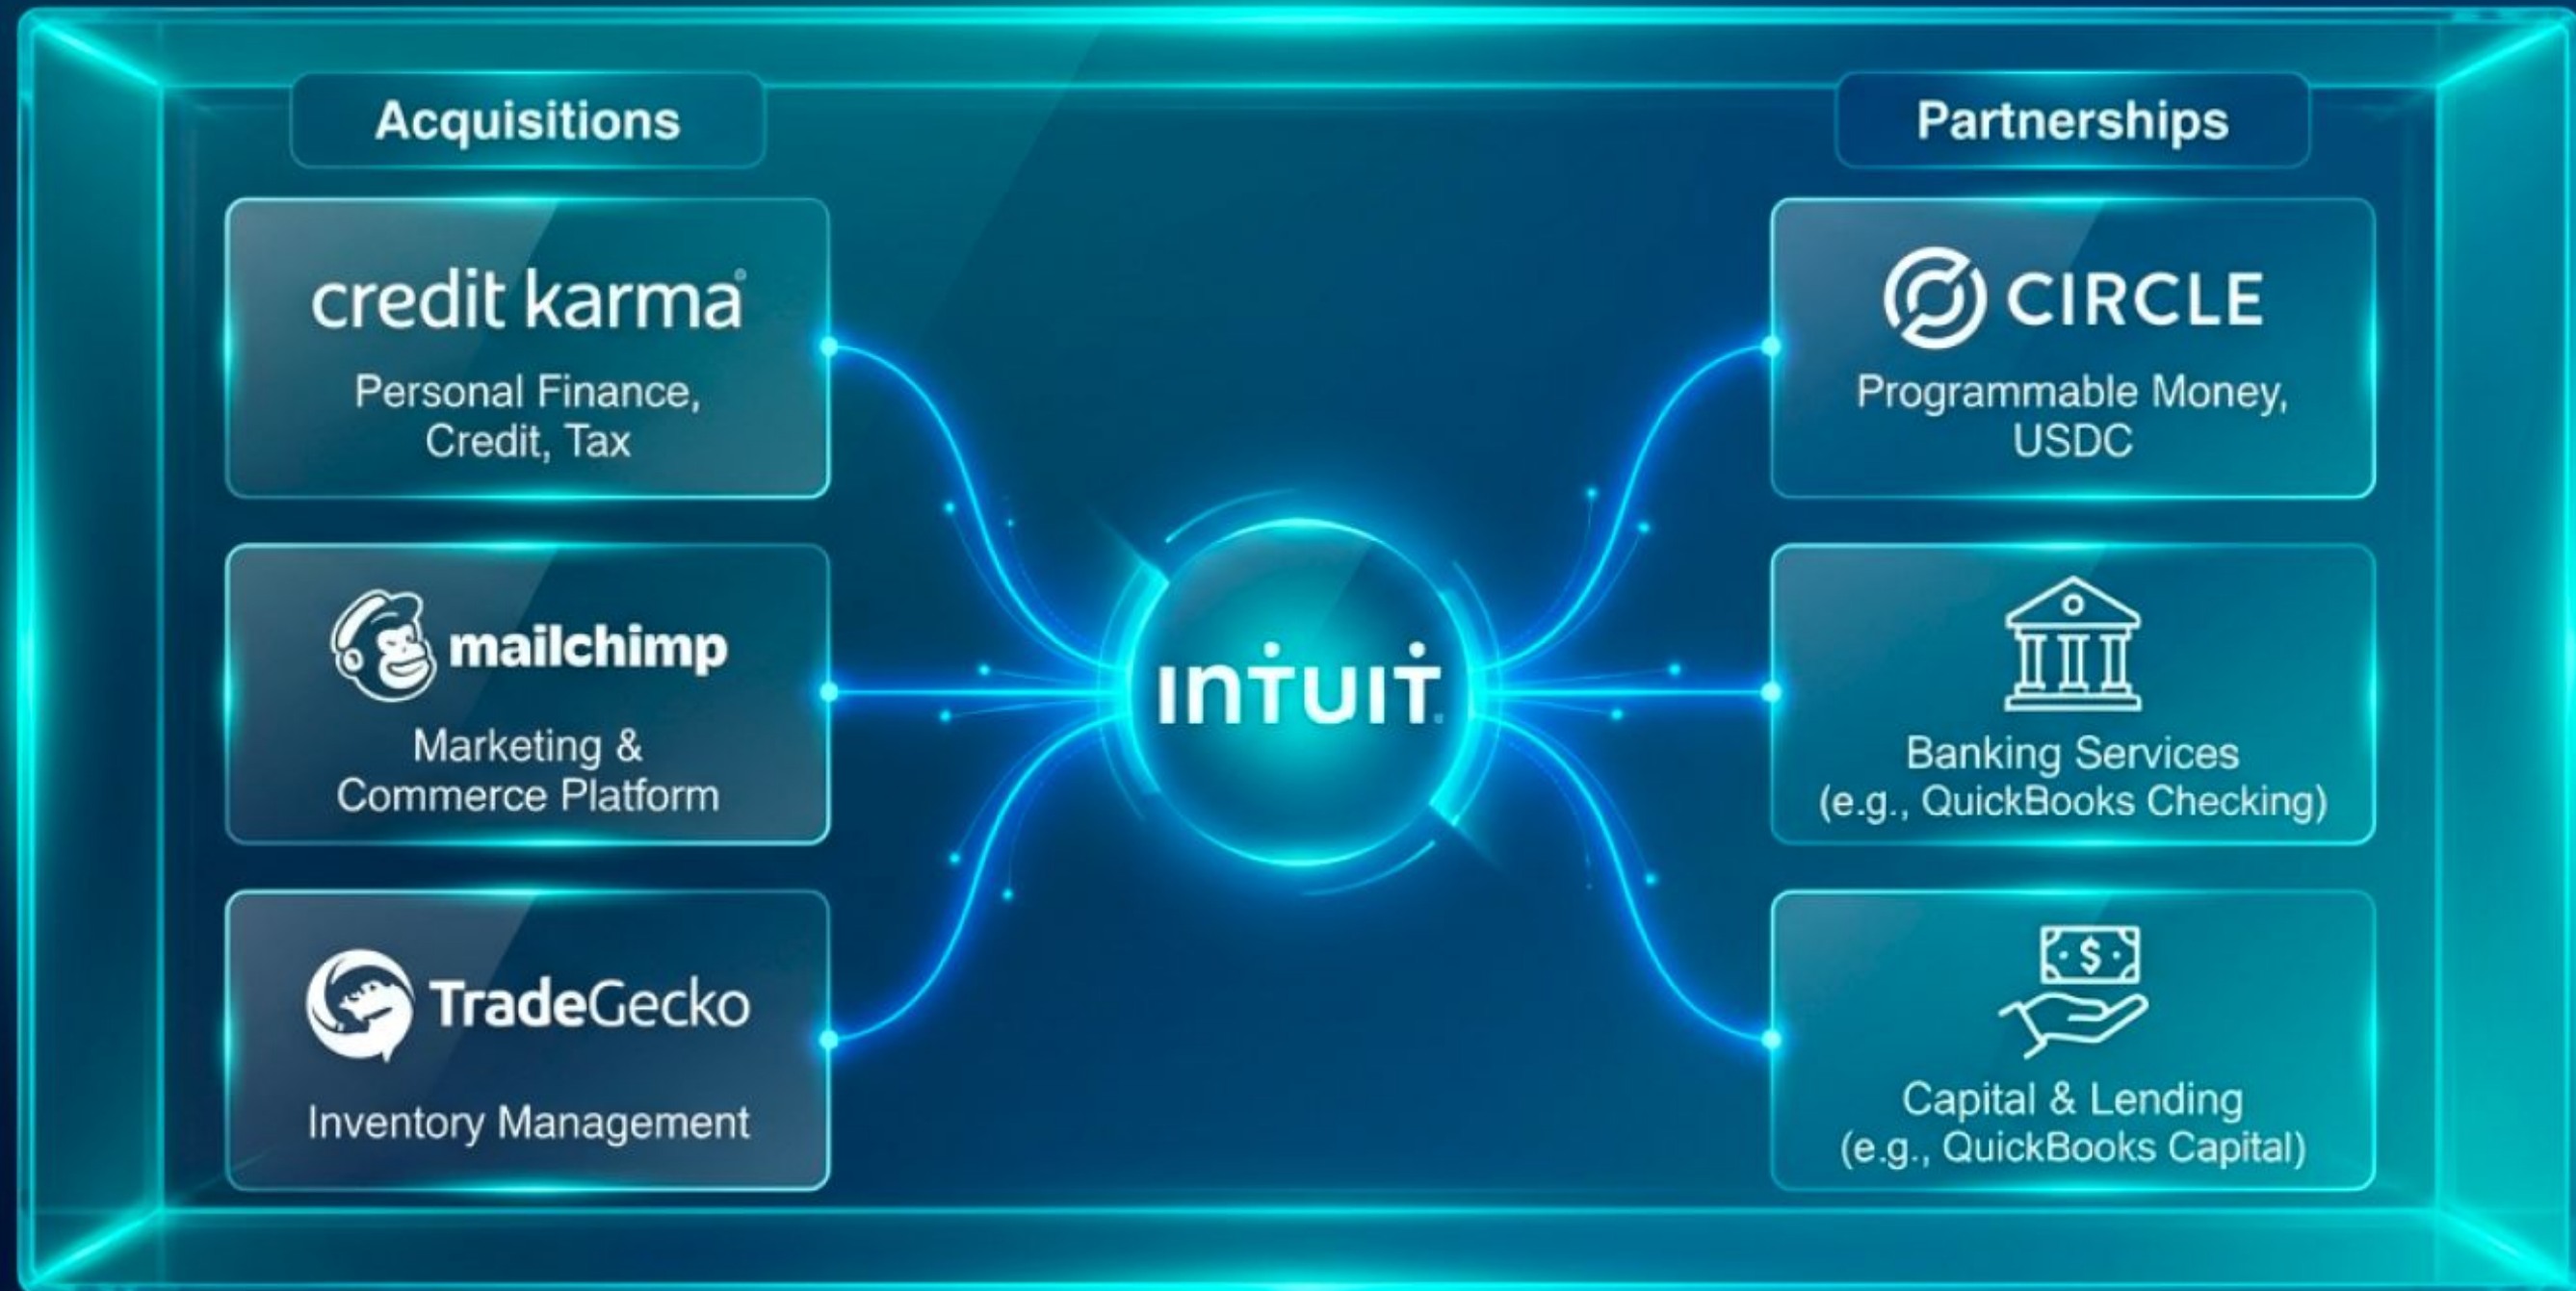 Acquisitions
credit karma®
Personal Finance,
Credit, Tax
mailchimp
Marketing &
Commerce Platform
TradeGecko
Inventory Management
INTUIT
Partnerships
CIRCLE
Programmable Money,
USDC
Banking Services
(e.g., QuickBooks Checking)
$
Capital & Lending
(e.g., QuickBooks Capital)